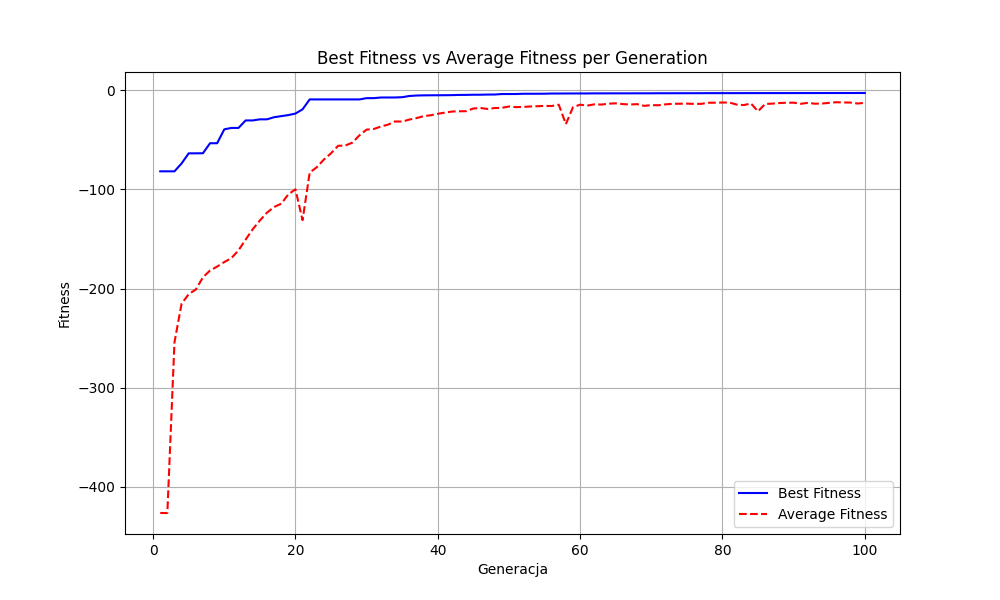 Best Fitness vs Average Fitness per Generation
Fitness
0
−100
−200
−300
−400
0
20
40
60
80
100
Generacja
Best Fitness
Average Fitness